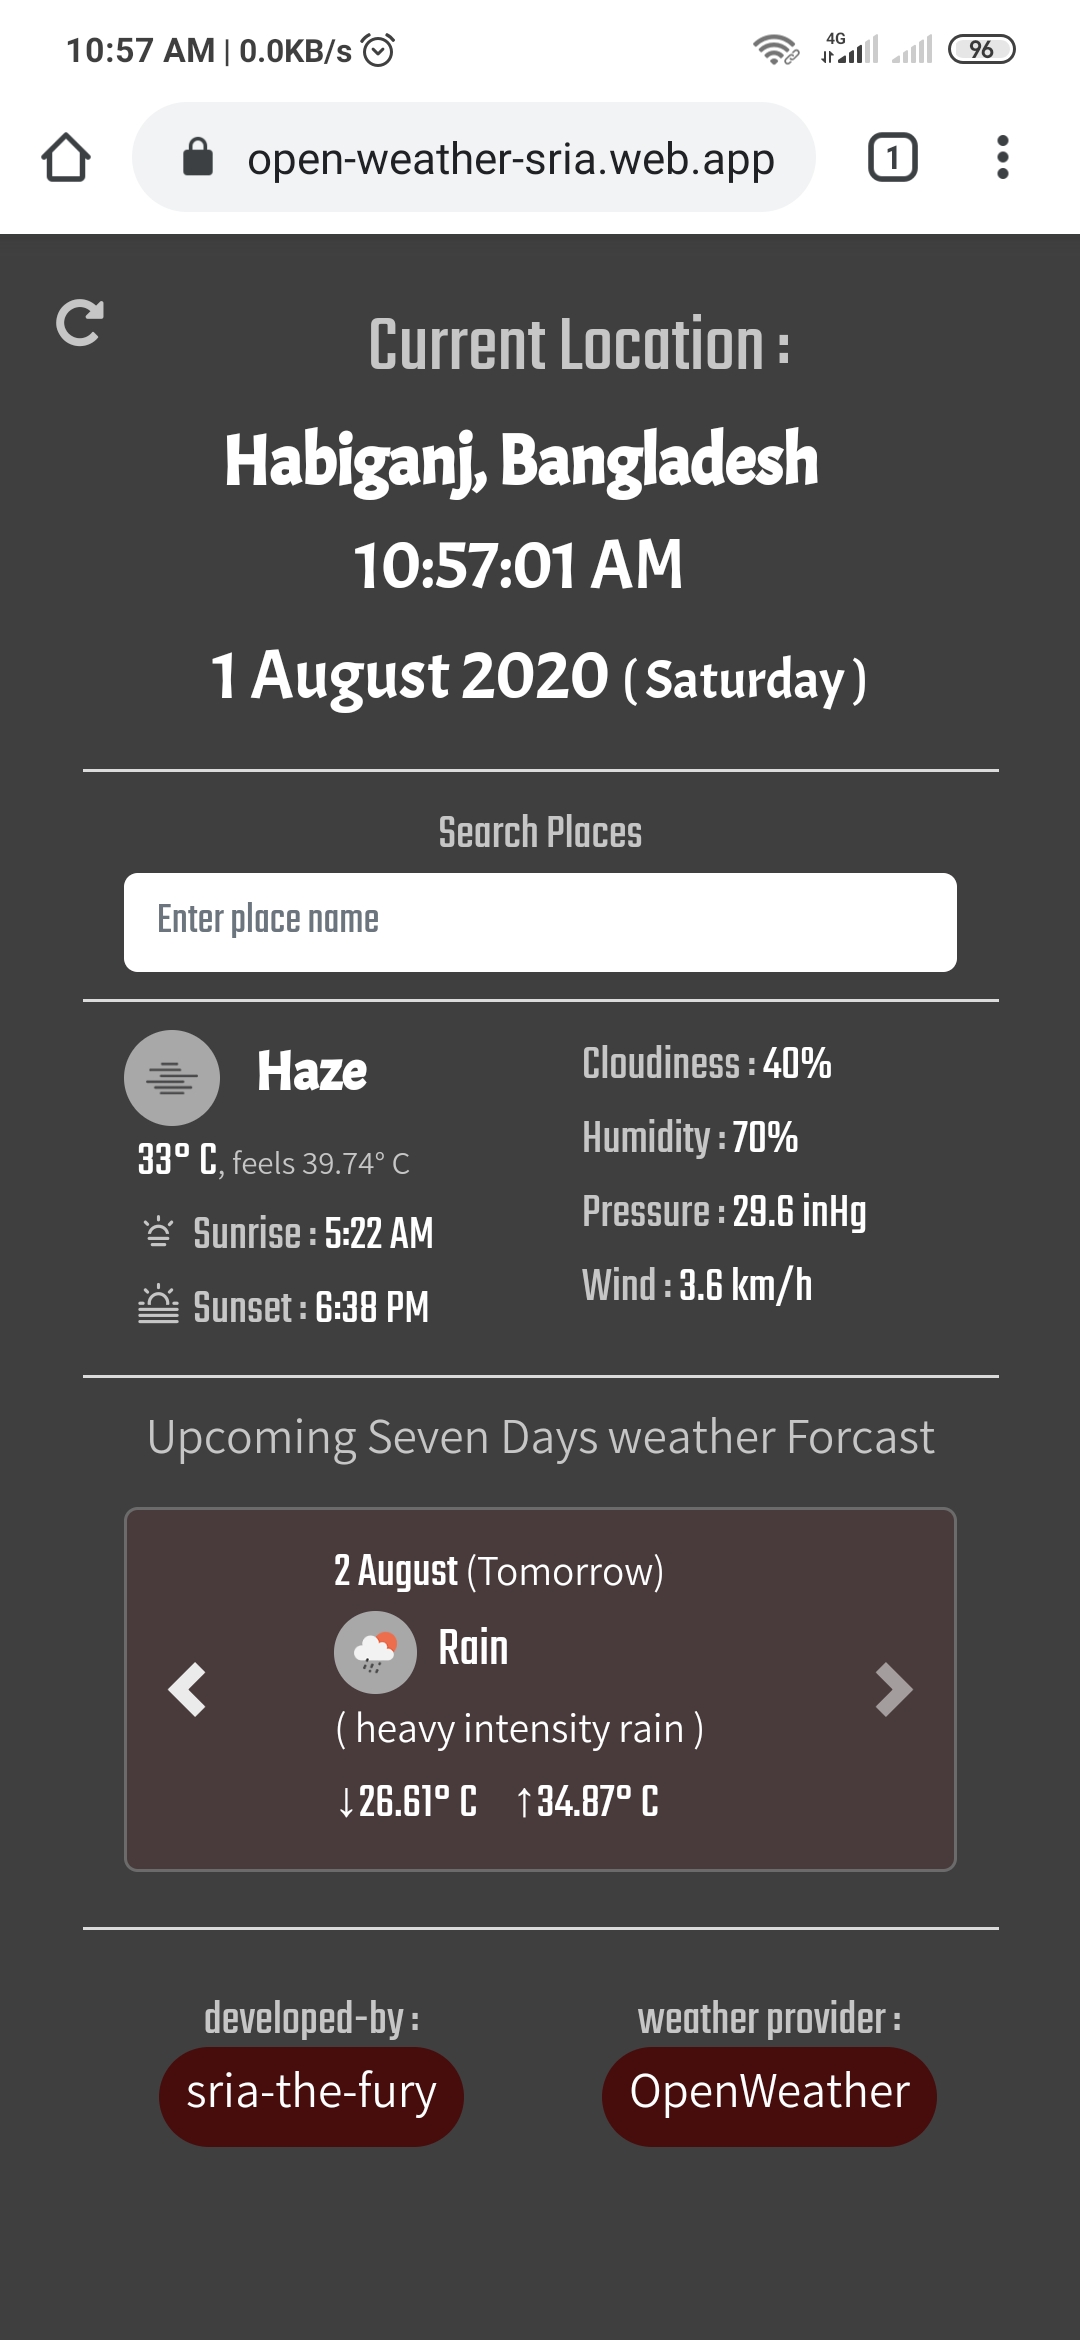 10:57 AM | 0.0KB/s 4G 96
open-weather-sria.web.app 1
Current Location :
Habiganj, Bangladesh
10:57:01 AM
1 August 2020 ( Saturday )
Search Places
Enter place name
Haze
33° C, feels 39.74° C
Sunrise : 5:22 AM
Sunset : 6:38 PM
Cloudiness : 40%
Humidity : 70%
Pressure : 29.6 inHg
Wind : 3.6 km/h
Upcoming Seven Days weather Forcast
2 August (Tomorrow)
Rain
( heavy intensity rain )
↓26.61° C ↑34.87° C
developed-by :
sria-the-fury
weather provider :
OpenWeather